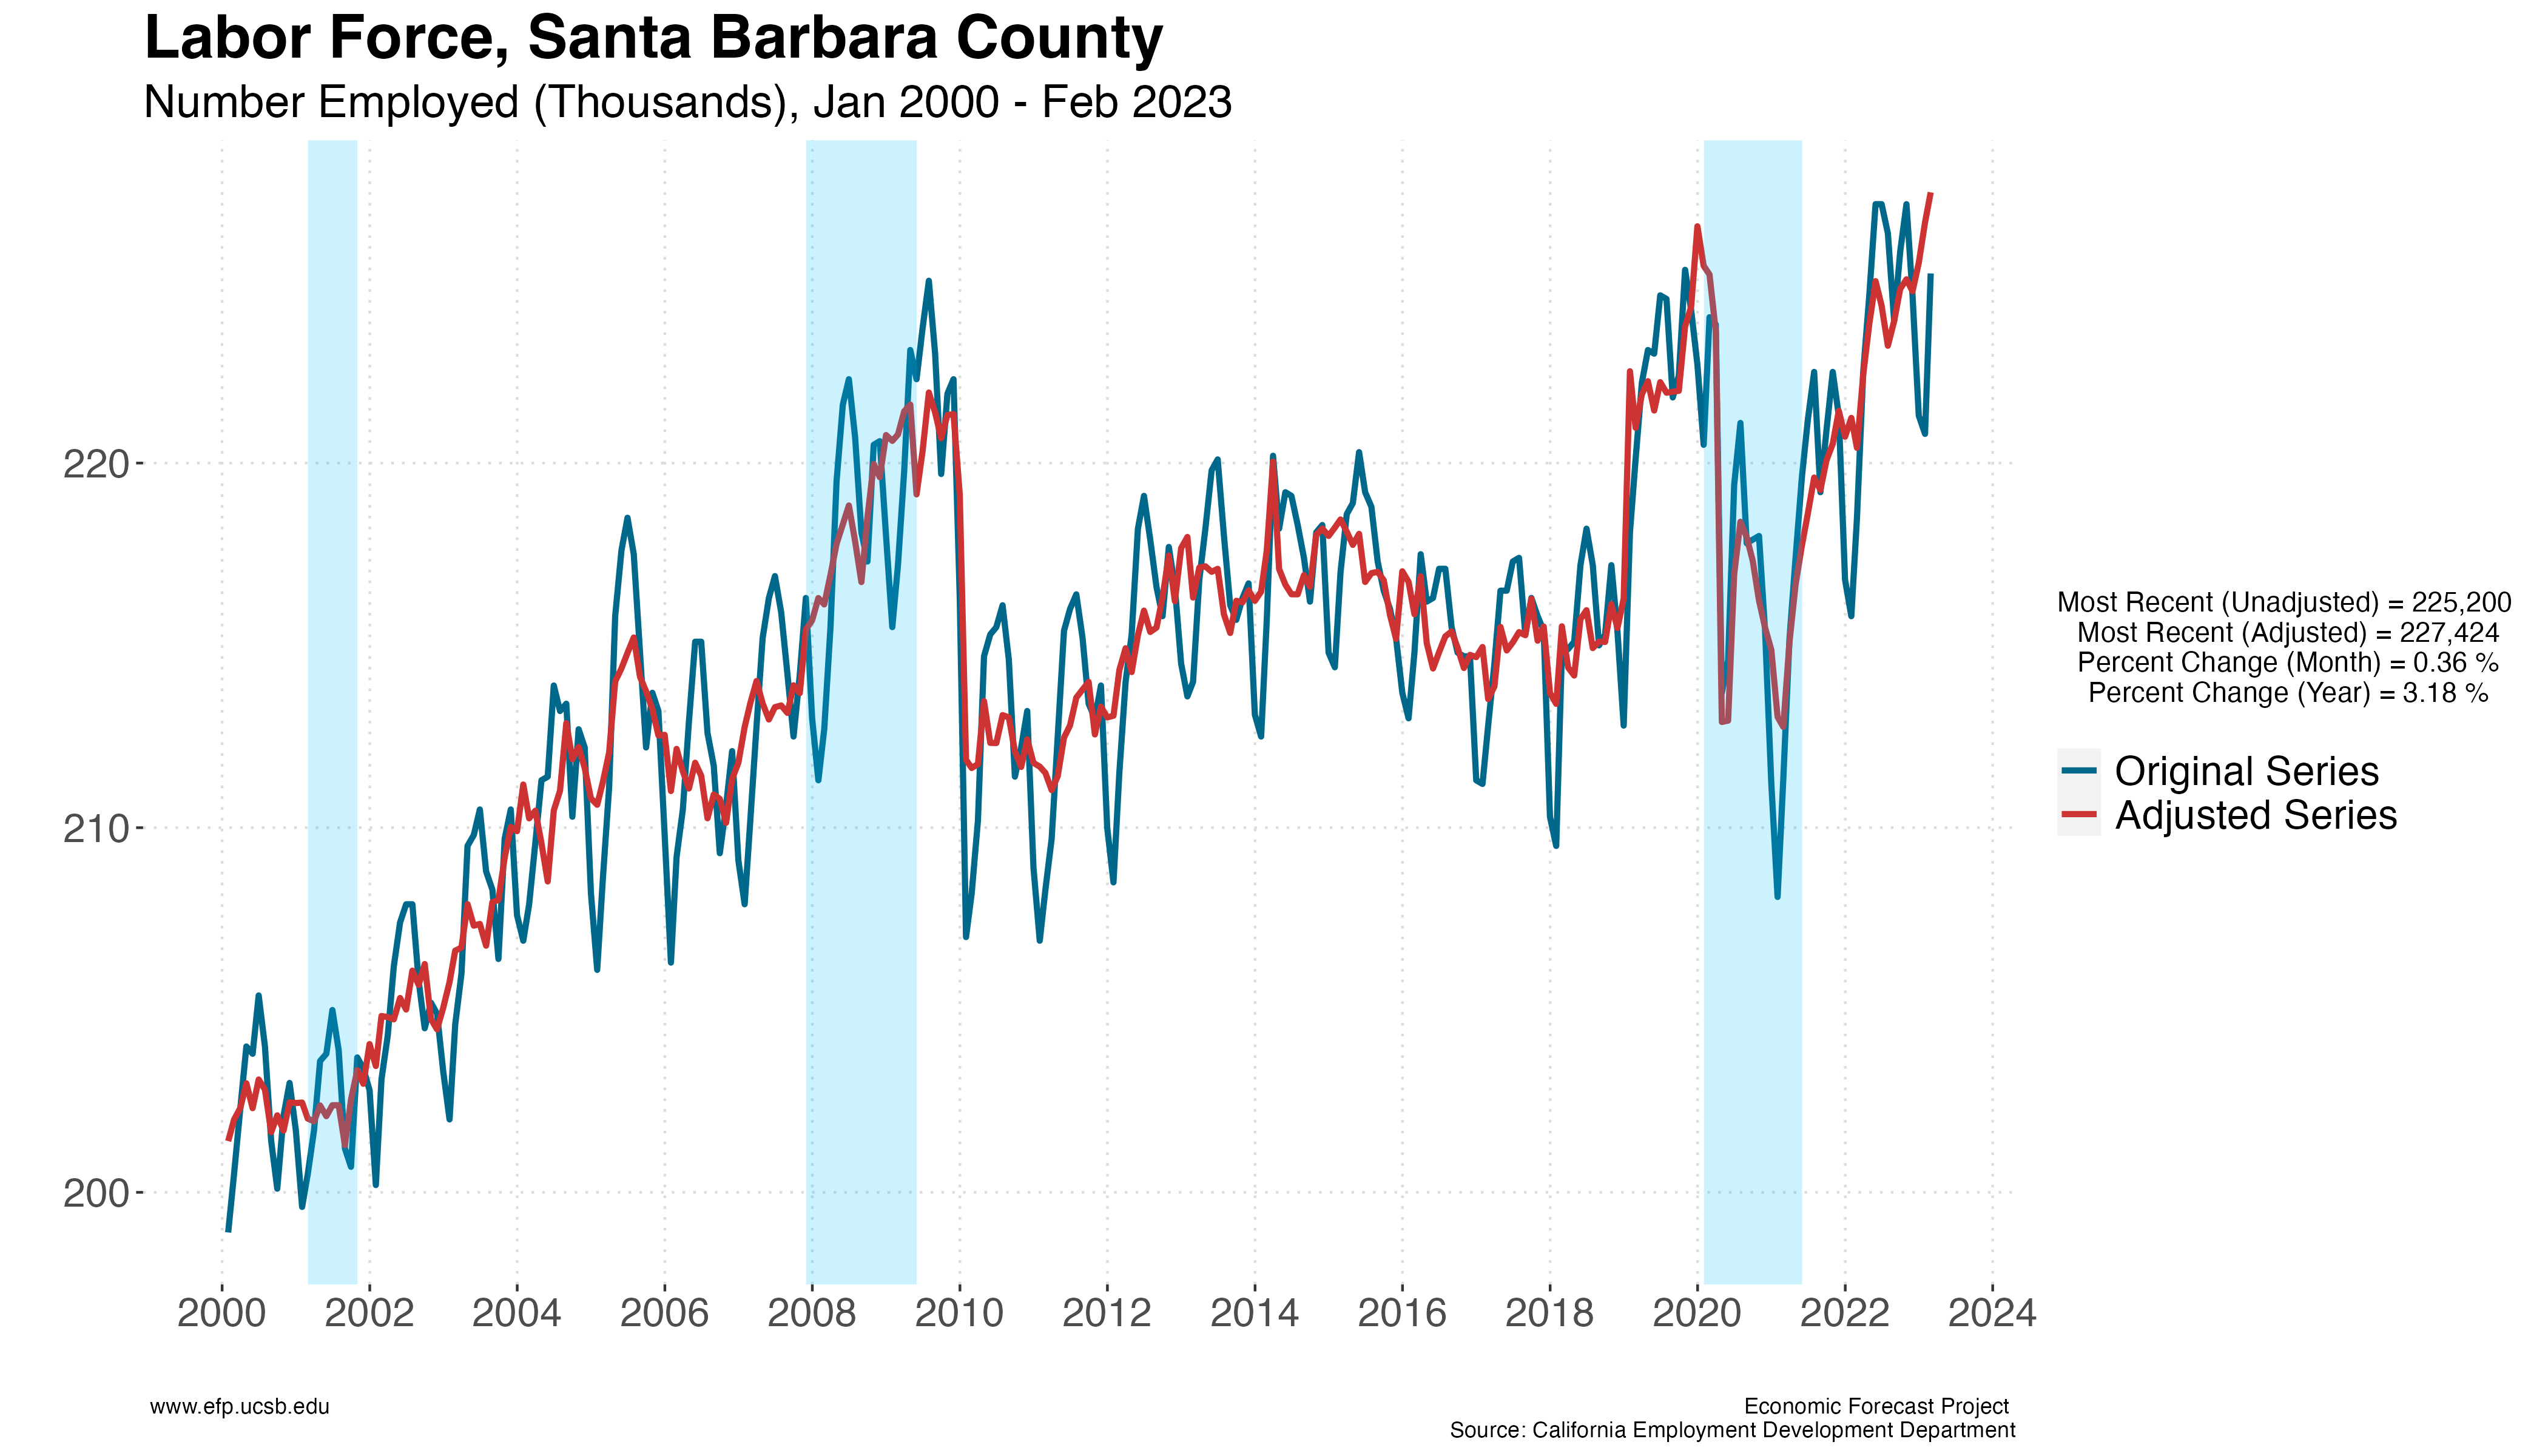 Labor Force, Santa Barbara County
Number Employed (Thousands), Jan 2000 - Feb 2023
220
210
200
2000 2002 2004 2006 2008 2010 2012 2014 2016 2018 2020 2022 2024
Most Recent (Unadjusted) = 225,200
Most Recent (Adjusted) = 227,424
Percent Change (Month) = 0.36 %
Percent Change (Year) = 3.18 %
Original Series
Adjusted Series
www.efp.ucsb.edu
Economic Forecast Project
Source: California Employment Development Department